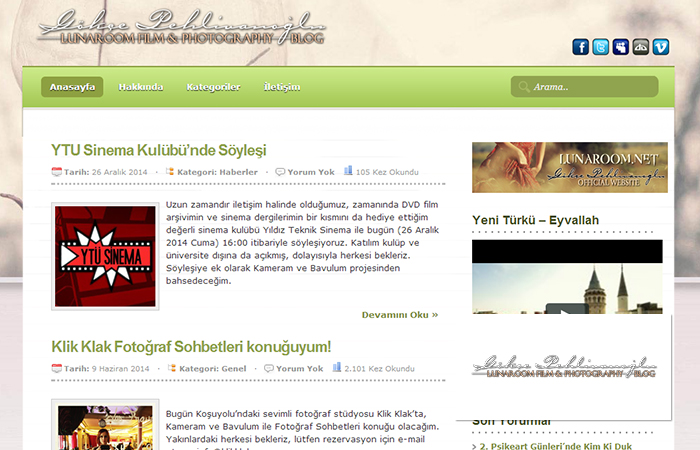 Gökçe Pehlivanoğlu
LUNAROOM FILM & PHOTOGRAPHY BLOG
Anasayfa Hakkında Kategoriler İletişim Arama..
YTU Sinema Kulübü'nde Söyleşi
Tarih: 26 Aralık 2014 • Kategori: Haberler • Yorum Yok 105 Kez Okundu
YTÜ SİNEMA
Uzun zamandır iletişim halinde olduğumuz, zamanında DVD film
arşivimin ve sinema dergilerimin bir kısmını da hediye ettiğim
değerli sinema kulübü Yıldız Teknik Sinema ile bugün (26 Aralık
2014 Cuma) 16:00 itibariyle söyleşiyoruz. Katılım kulüp ve
üniversite dışına da açıkmış, dolayısıyla herkesi bekleriz.
Söyleşiye ek olarak Kameram ve Bavulum projesinden
bahsedeceğim.
Devamını Oku »
Klik Klak Fotoğraf Sohbetleri konuğuyum!
Tarih: 9 Haziran 2014 • Kategori: Genel • Yorum Yok 2.101 Kez Okundu
Bugün Koşuyolu'ndaki sevimli fotoğraf stüdyosu Klik Klak'ta,
Kameram ve Bavulum ile Fotoğraf Sohbetleri konuğu olacağım.
Yakınlardaki herkesi bekleriz, lütfen rezervasyon için e-mail
LUNAROOM.NET
Gökçe Pehlivanoğlu
OFFICIAL WEBSITE
Yeni Türkü – Eyvallah
Gökçe Pehlivanoğlu
LUNAROOM FILM & PHOTOGRAPHY BLOG
Son Yorumlar
2. Psikeart Günleri'nde Kim Ki Duk